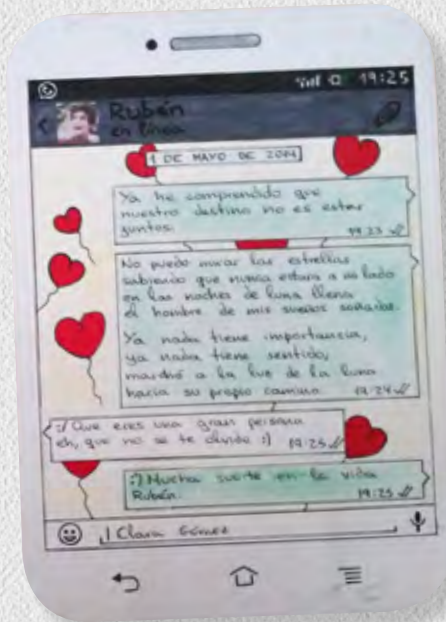 19:25
Rubén
en línea
1 DE MAYO DE 2014
Ya he comprendido que
nuestro destino no es estar
juntos. 19:23
No puedo mirar las estrellas
sabiendo que nunca estará a mi lado
en las noches de luna llena
el hombre de mis sueños soñados.
Ya nada tiene importancia,
ya nada tiene sentido,
marchó a la luz de la luna
hacia su propio camino. 19:24
:/ Que eres una gran persona
eh, que no se te olvide :) 19:25
:) Mucha suerte en la vida
Rubén. 19:25
Clara Gómez